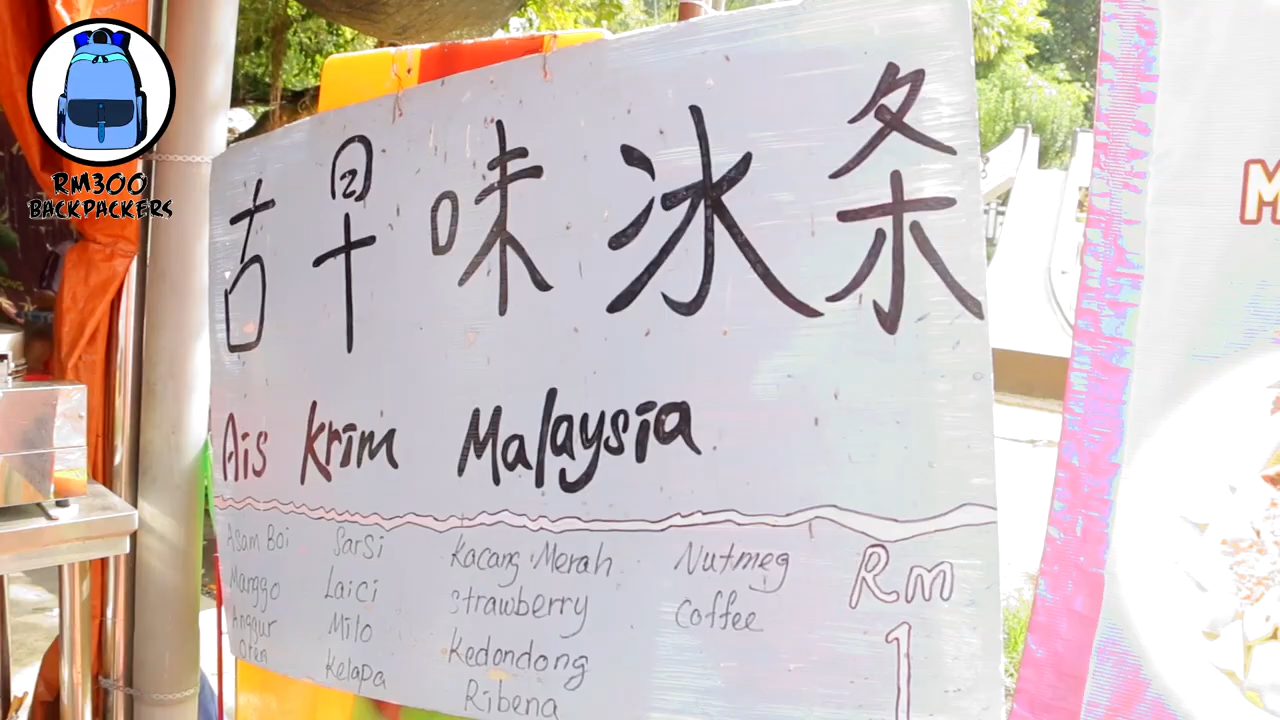 RM300
BACKPACKERS
古早味冰条
Ais Krim Malaysia
Asam Boi
Manggo
Anggur
Oren
Sarsi
Laici
Milo
Kelapa
Kacang Merah
Strawberry
Kedondong
Ribena
Nutmeg
Coffee
Rm
1
M